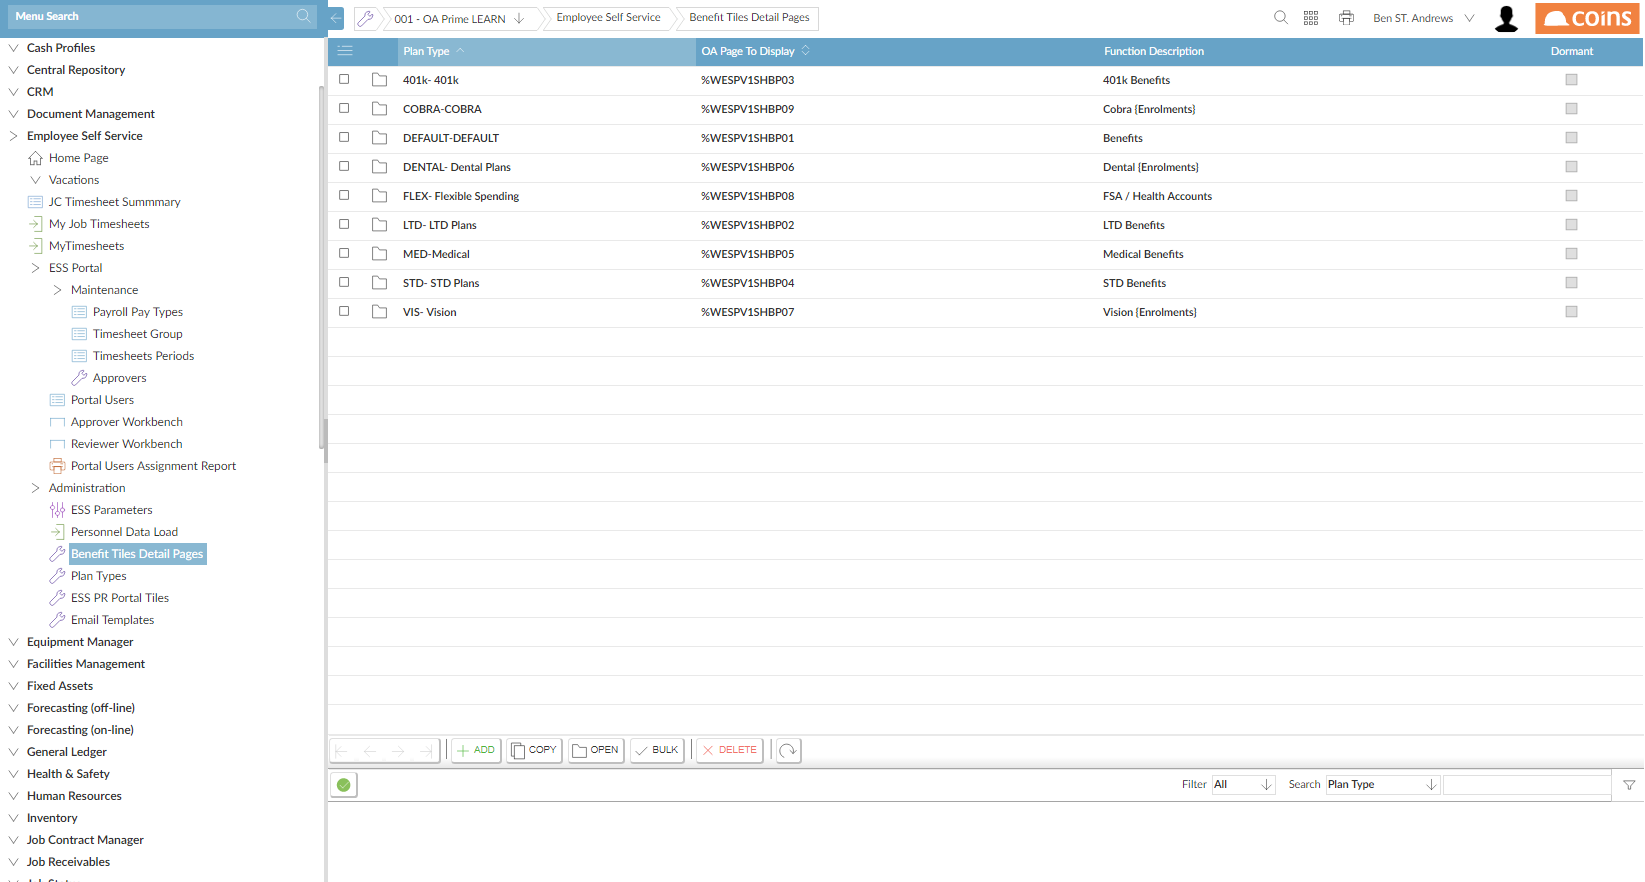 Menu Search
001 - OA Prime LEARN
Employee Self Service
Benefit Tiles Detail Pages
Ben ST. Andrews
coins
Cash Profiles
Central Repository
CRM
Document Management
Employee Self Service
Home Page
Vacations
JC Timesheet Summmary
My Job Timesheets
MyTimesheets
ESS Portal
Maintenance
Payroll Pay Types
Timesheet Group
Timesheets Periods
Approvers
Portal Users
Approver Workbench
Reviewer Workbench
Portal Users Assignment Report
Administration
ESS Parameters
Personnel Data Load
Benefit Tiles Detail Pages
Plan Types
ESS PR Portal Tiles
Email Templates
Equipment Manager
Facilities Management
Fixed Assets
Forecasting (off-line)
Forecasting (on-line)
General Ledger
Health & Safety
Human Resources
Inventory
Job Contract Manager
Job Receivables
Plan Type OA Page To Display Function Description Dormant
401k- 401k %WESPV1SHBP03 401k Benefits
COBRA-COBRA %WESPV1SHBP09 Cobra {Enrolments}
DEFAULT-DEFAULT %WESPV1SHBP01 Benefits
DENTAL- Dental Plans %WESPV1SHBP06 Dental {Enrolments}
FLEX- Flexible Spending %WESPV1SHBP08 FSA / Health Accounts
LTD- LTD Plans %WESPV1SHBP02 LTD Benefits
MED-Medical %WESPV1SHBP05 Medical Benefits
STD- STD Plans %WESPV1SHBP04 STD Benefits
VIS- Vision %WESPV1SHBP07 Vision {Enrolments}
ADD COPY OPEN BULK DELETE
Filter All Search Plan Type